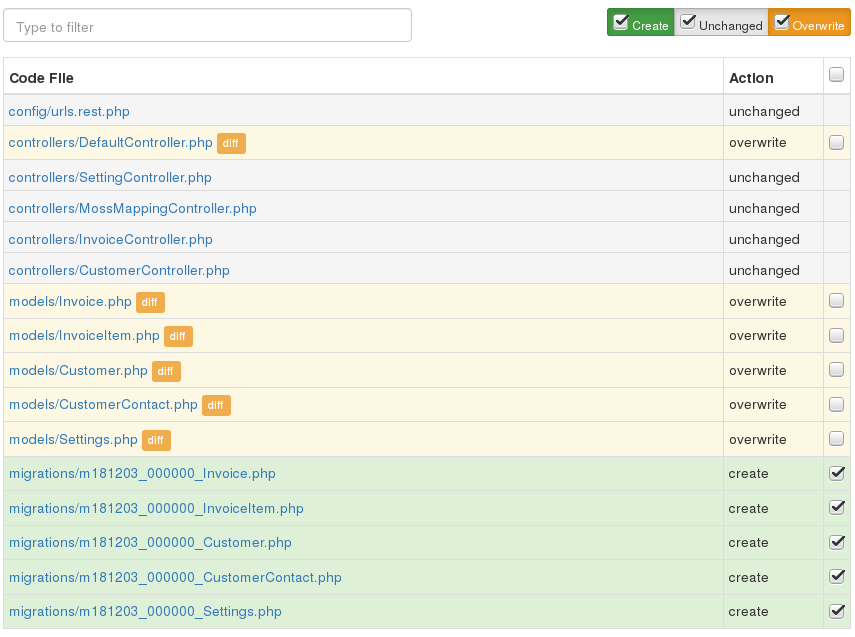 Type to filter Create Unchanged Overwrite
Code File Action
config/urls.rest.php unchanged
controllers/DefaultController.php diff overwrite
controllers/SettingController.php unchanged
controllers/MossMappingController.php unchanged
controllers/InvoiceController.php unchanged
controllers/CustomerController.php unchanged
models/Invoice.php diff overwrite
models/InvoiceItem.php diff overwrite
models/Customer.php diff overwrite
models/CustomerContact.php diff overwrite
models/Settings.php diff overwrite
migrations/m181203_000000_Invoice.php create
migrations/m181203_000000_InvoiceItem.php create
migrations/m181203_000000_Customer.php create
migrations/m181203_000000_CustomerContact.php create
migrations/m181203_000000_Settings.php create